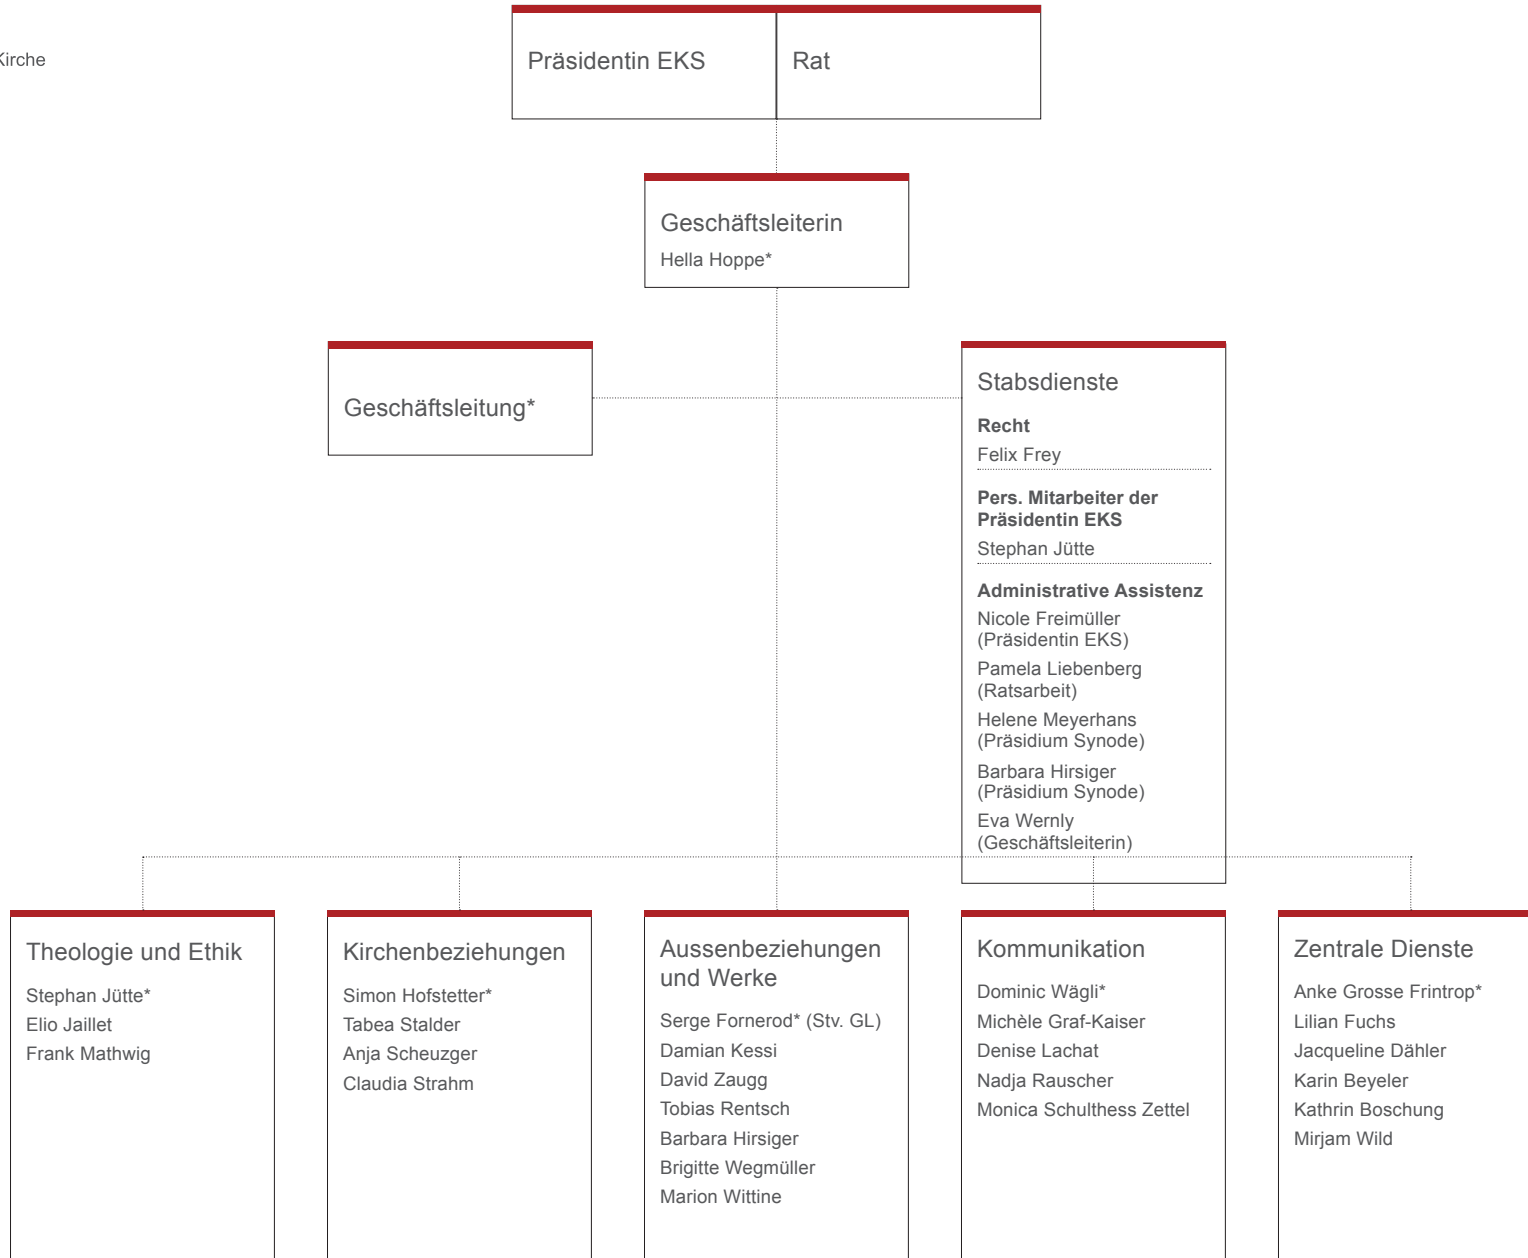 Kirche
Präsidentin EKS
Rat
Geschäftsleiterin
Hella Hoppe*
Geschäftsleitung*
Stabsdienste
Recht
Felix Frey
Pers. Mitarbeiter der
Präsidentin EKS
Stephan Jütte
Administrative Assistenz
Nicole Freimüller
(Präsidentin EKS)
Pamela Liebenberg
(Ratsarbeit)
Helene Meyerhans
(Präsidium Synode)
Barbara Hirsiger
(Präsidium Synode)
Eva Wernly
(Geschäftsleiterin)
Theologie und Ethik
Stephan Jütte*
Elio Jaillet
Frank Mathwig
Kirchenbeziehungen
Simon Hofstetter*
Tabea Stalder
Anja Scheuzger
Claudia Strahm
Aussenbeziehungen
und Werke
Serge Fornerod* (Stv. GL)
Damian Kessi
David Zaugg
Tobias Rentsch
Barbara Hirsiger
Brigitte Wegmüller
Marion Wittine
Kommunikation
Dominic Wägli*
Michèle Graf-Kaiser
Denise Lachat
Nadja Rauscher
Monica Schulthess Zettel
Zentrale Dienste
Anke Grosse Frintrop*
Lilian Fuchs
Jacqueline Dähler
Karin Beyeler
Kathrin Boschung
Mirjam Wild